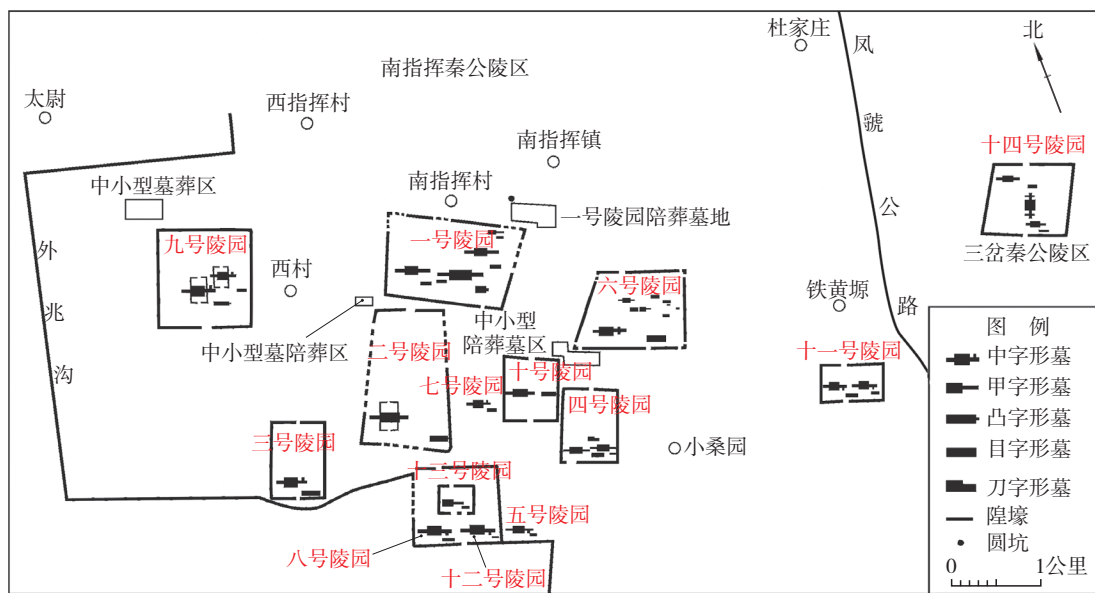 杜家庄
凤
虢
公
路
北
南指挥秦公陵区
太尉
西指挥村
南指挥镇
十四号陵园
中小型墓葬区
南指挥村
一号陵园陪葬墓地
三岔秦公陵区
九号陵园
一号陵园
外
兆
沟
西村
六号陵园
铁黄塬
中小型墓陪葬区
中小型
陪葬墓区
二号陵园
十号陵园
十一号陵园
七号陵园
四号陵园
三号陵园
小桑园
十三号陵园
五号陵园
八号陵园
十二号陵园
图 例
中字形墓
甲字形墓
凸字形墓
目字形墓
刀字形墓
隍壕
圆坑
0 1公里